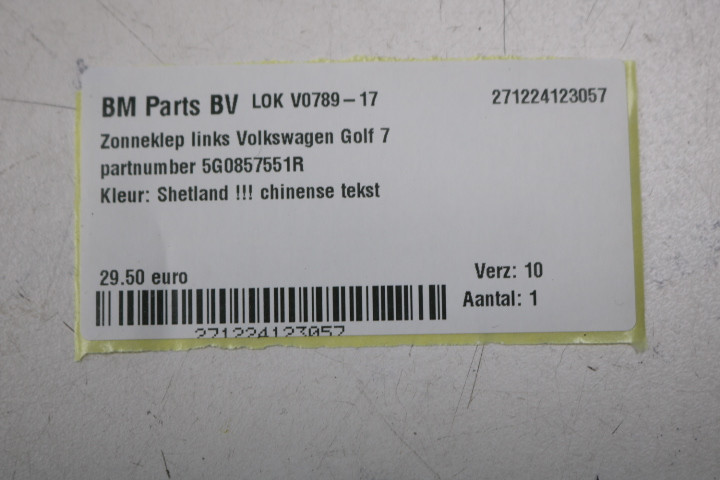 BM Parts BV LOK V0789-17 271224123057
Zonneklep links Volkswagen Golf 7
partnumber 5G0857551R
Kleur: Shetland !!! chinense tekst
29.50 euro Verz: 10
Aantal: 1
271224123057